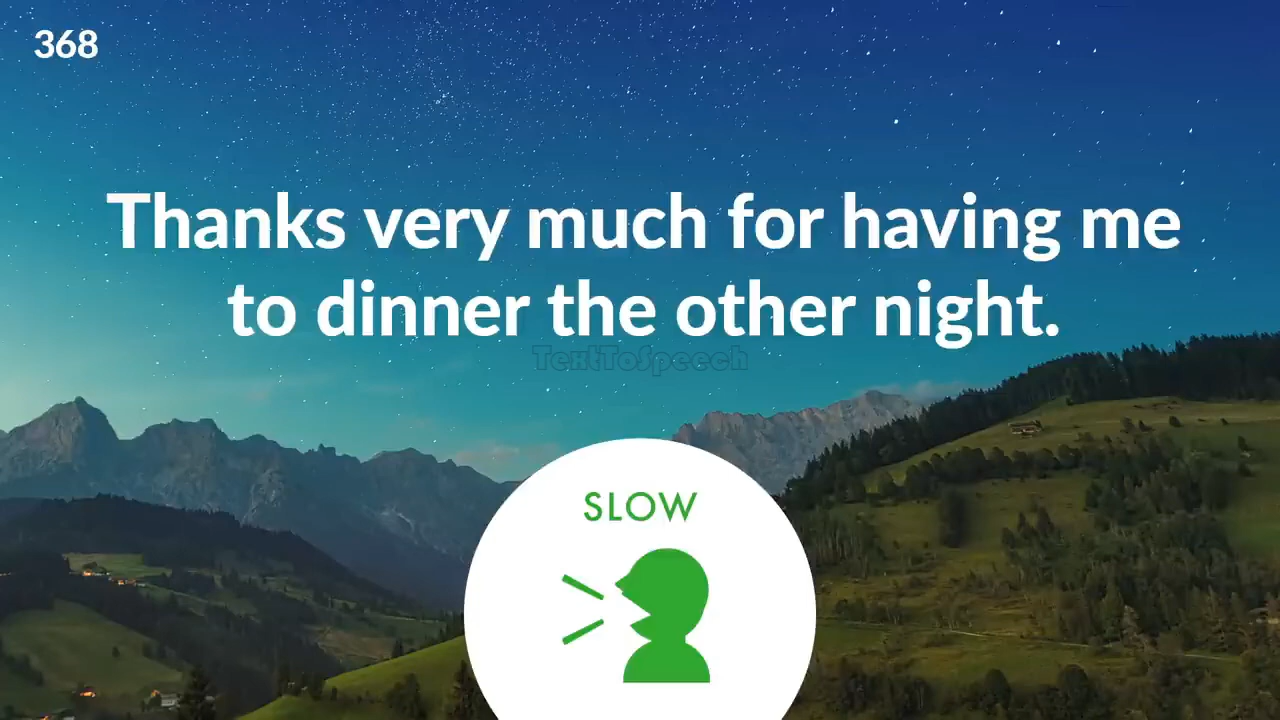 368
Thanks very much for having me
to dinner the other night.
TextToSpeech
SLOW